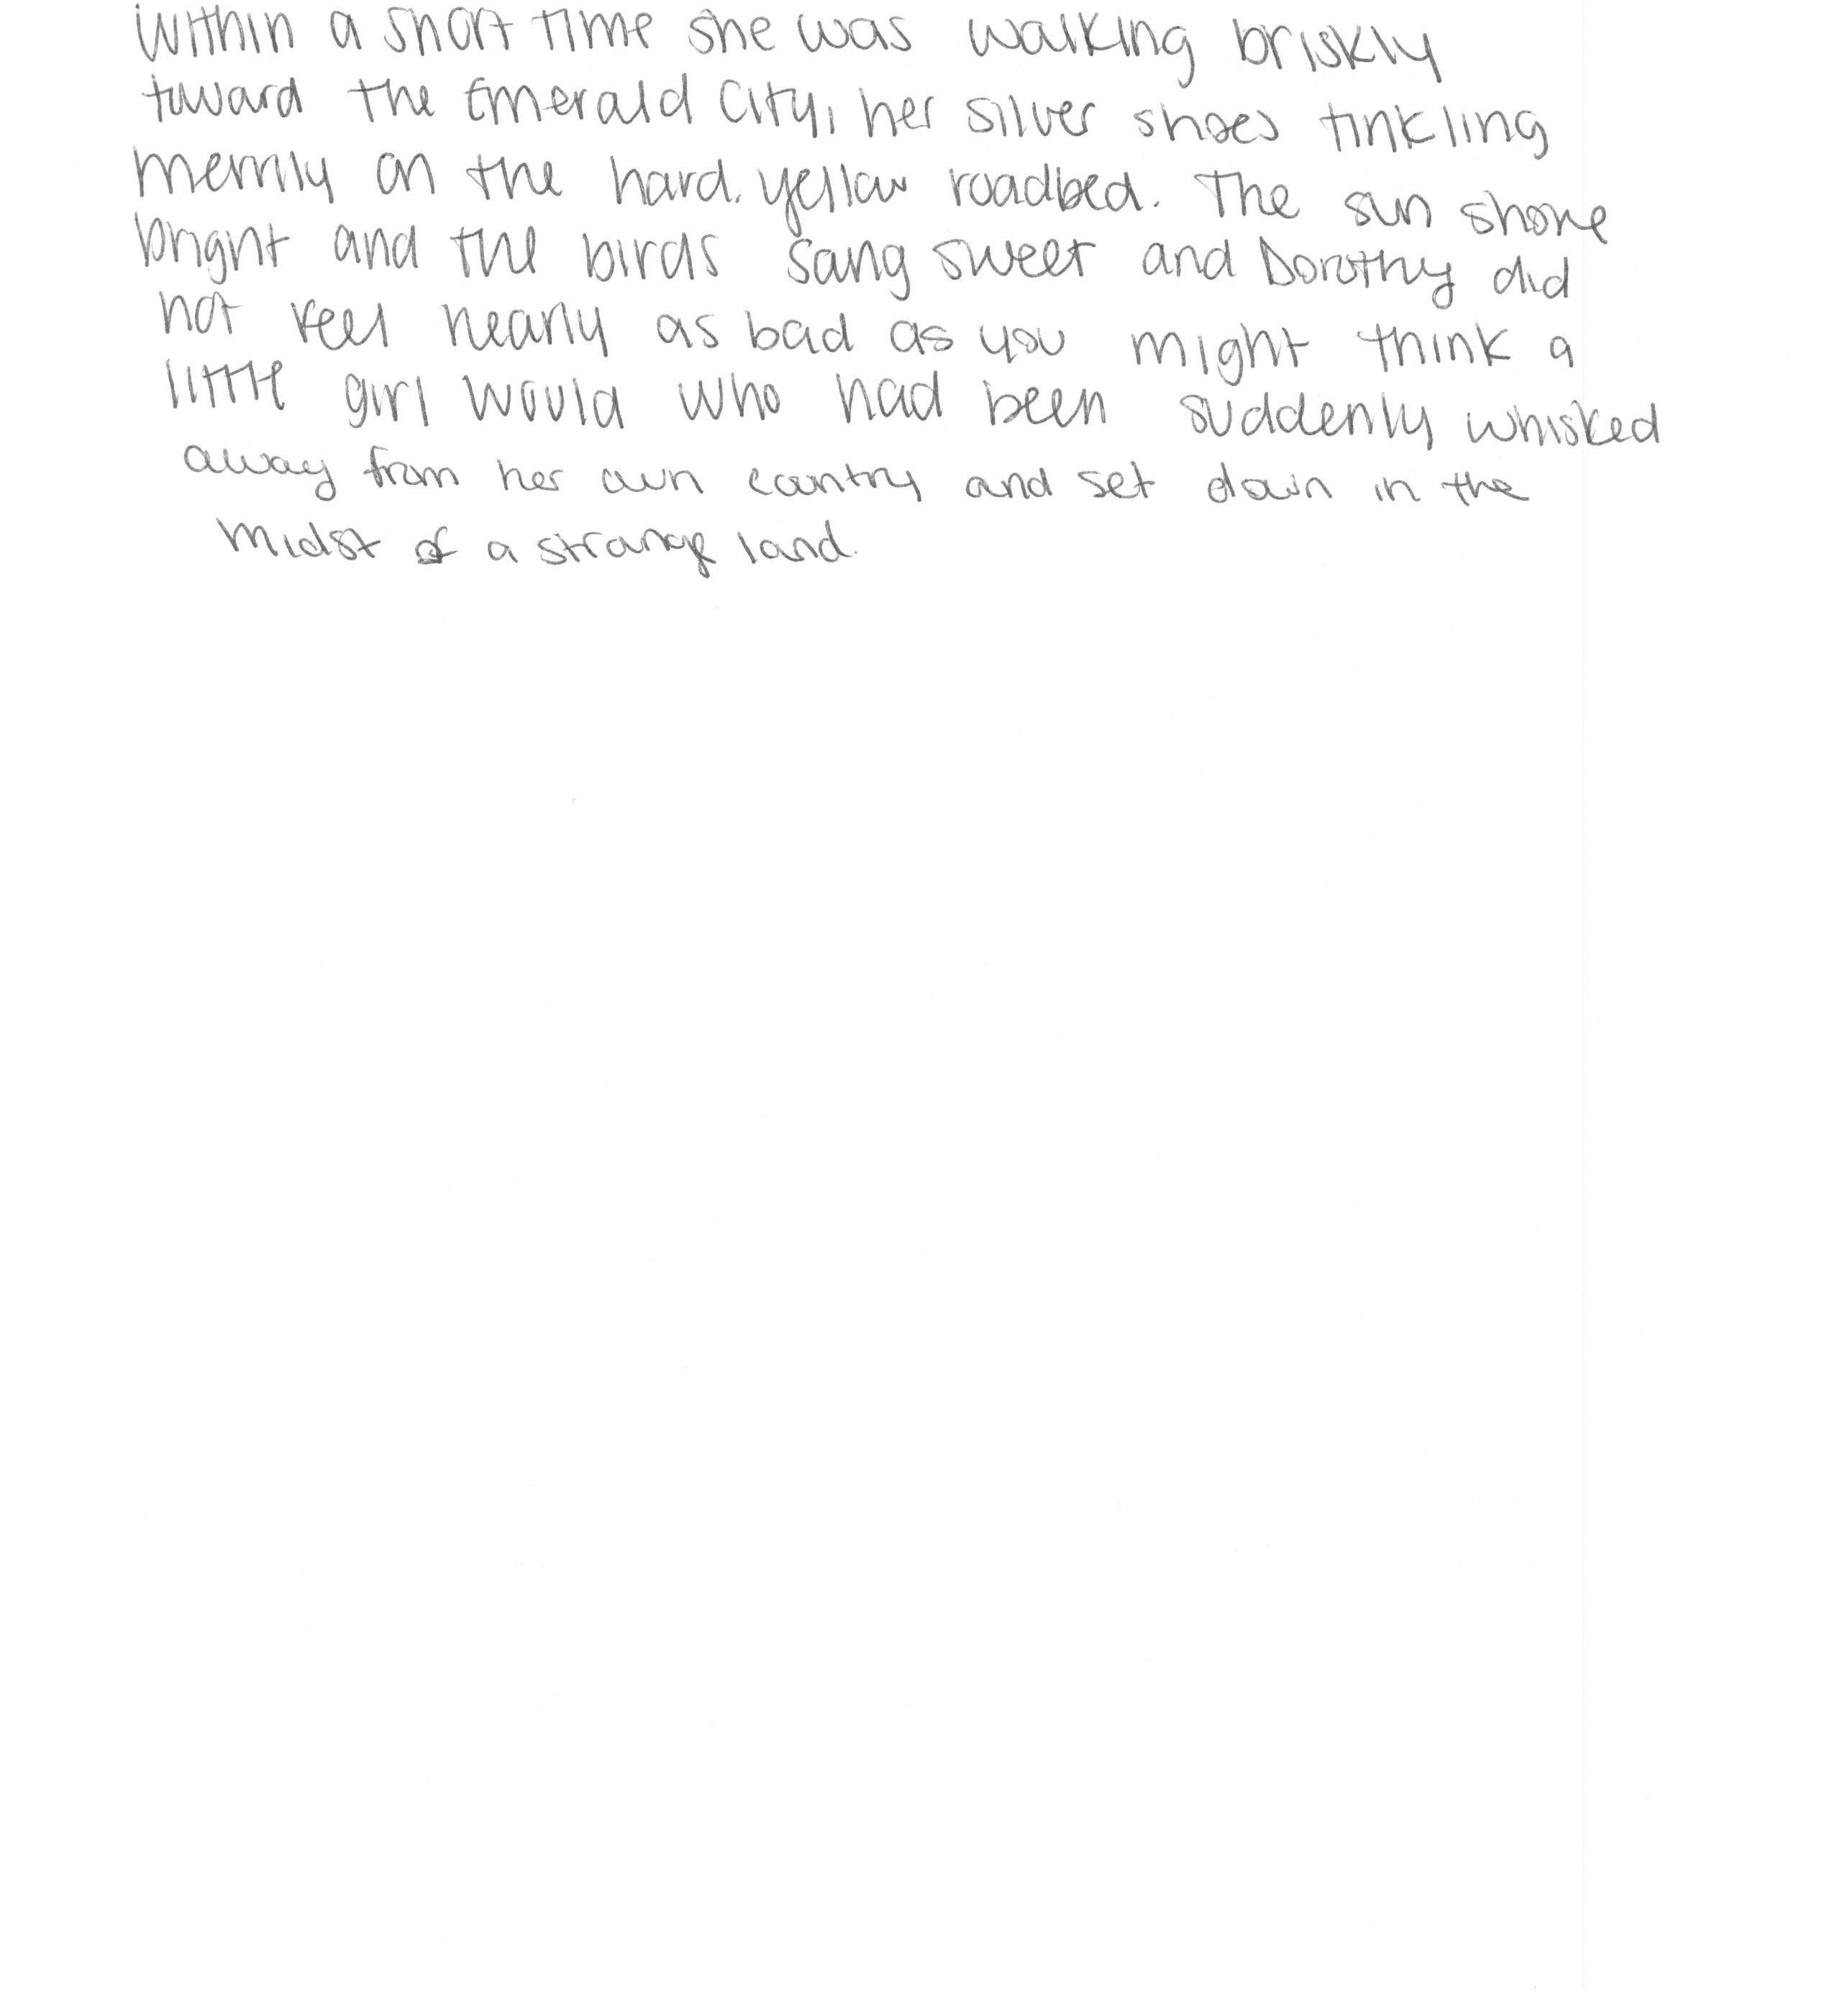 Within a short time she was walking briskly
toward the Emerald City, her silver shoes tinkling
merrily on the hard, yellow roadbed. The sun shone
bright and the birds sang sweet and Dorothy did
not feel nearly as bad as you might think a
little girl would who had been suddenly whisked
away from her own country and set down in the
midst of a strange land.